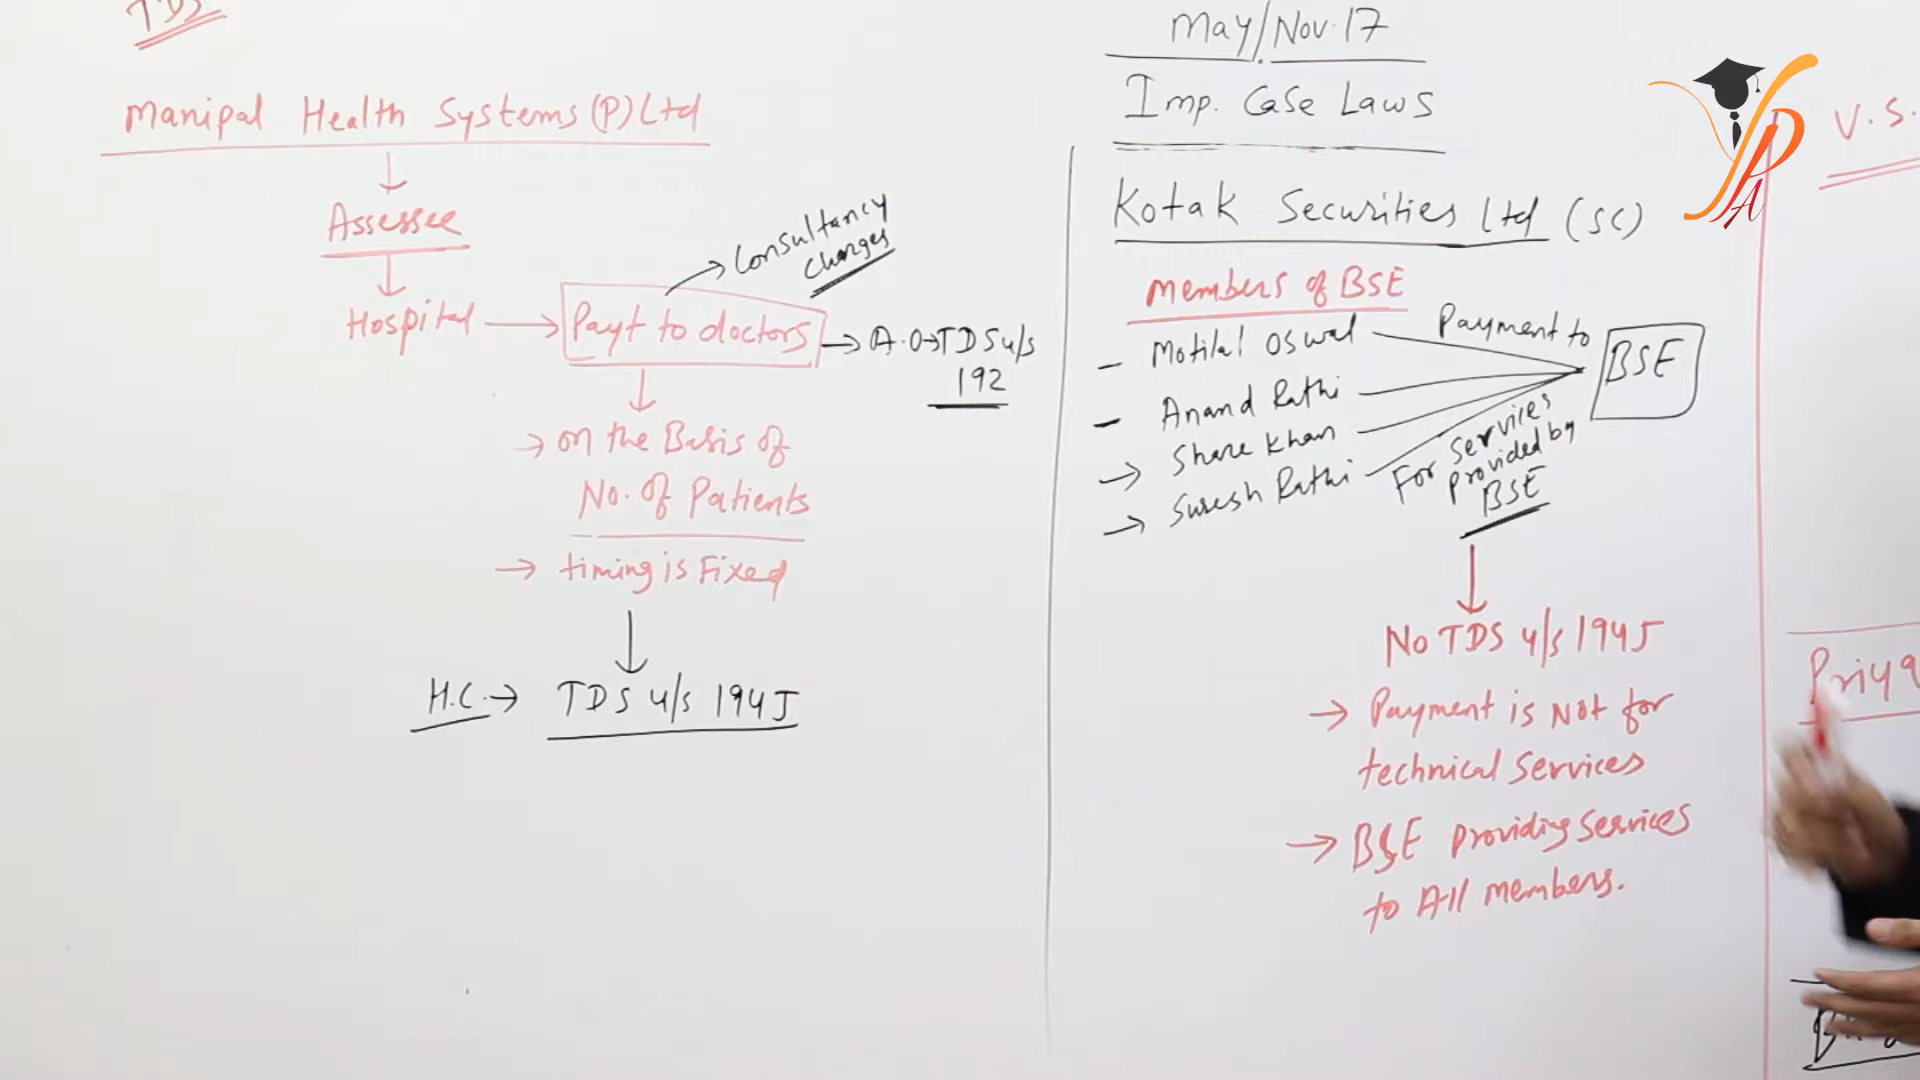 TDS
May/Nov.17
Imp. Case Laws
Manipal Health Systems (P) Ltd
Assessee
Hospital → Payt to doctors
→ Consultancy
charges
→ A.O → TDS u/s
192
→ on the Basis of
No. of Patients
→ timing is Fixed
H.C. → TDS u/s 194J
Kotak Securities Ltd (SC)
Members of BSE
- Motilal Oswal
- Anand Rathi
→ Share Khan
→ Suresh Rathi
Payment to
BSE
For Services
Provided by
BSE
No TDS u/s 194J
→ Payment is Not for
technical Services
→ BSE Providing Services
to All members.
V.S.
YPA